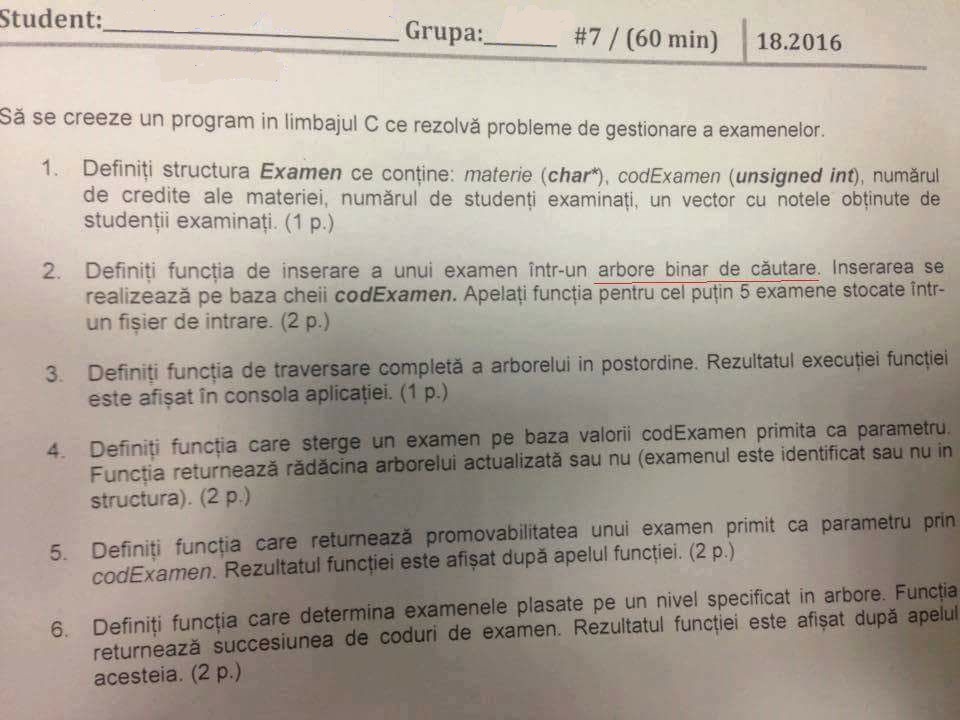 Student:____________ Grupa:______ #7 / (60 min) 18.2016
Să se creeze un program in limbajul C ce rezolvă probleme de gestionare a examenelor.
1. Definiți structura Examen ce conține: materie (char*), codExamen (unsigned int), numărul
de credite ale materiei, numărul de studenți examinați, un vector cu notele obținute de
studenții examinați. (1 p.)
2. Definiți funcția de inserare a unui examen într-un arbore binar de căutare. Inserarea se
realizează pe baza cheii codExamen. Apelați funcția pentru cel puțin 5 examene stocate într-
un fișier de intrare. (2 p.)
3. Definiți funcția de traversare completă a arborelui in postordine. Rezultatul execuției funcției
este afișat în consola aplicației. (1 p.)
4. Definiți funcția care sterge un examen pe baza valorii codExamen primita ca parametru.
Funcția returnează rădăcina arborelui actualizată sau nu (examenul este identificat sau nu in
structura). (2 p.)
5. Definiți funcția care returnează promovabilitatea unui examen primit ca parametru prin
codExamen. Rezultatul funcției este afișat după apelul funcției. (2 p.)
6. Definiți funcția care determina examenele plasate pe un nivel specificat in arbore. Funcția
returnează succesiunea de coduri de examen. Rezultatul funcției este afișat după apelul
acesteia. (2 p.)